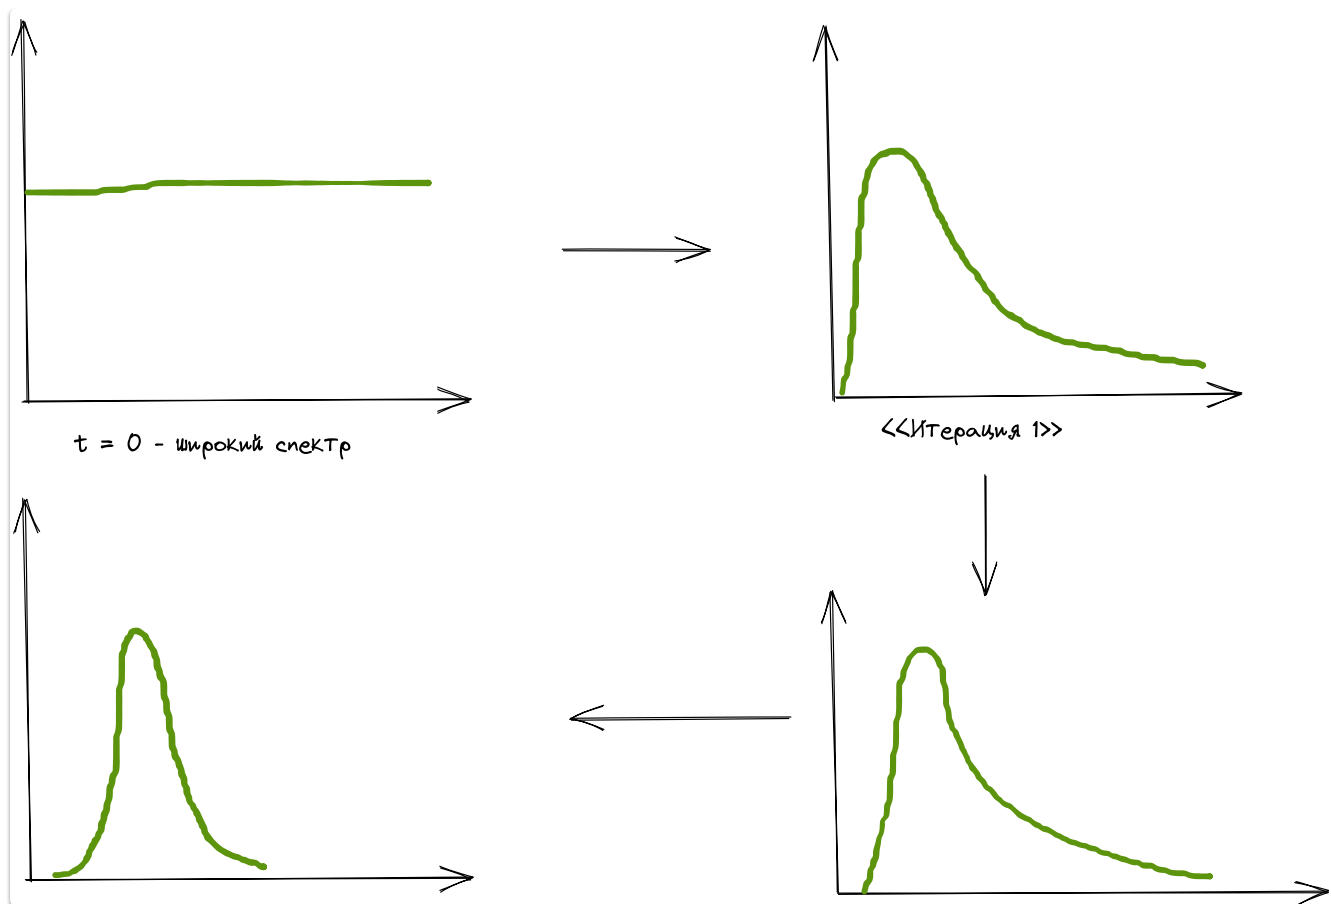 t = 0 - широкий спектр
<<Итерация 1>>